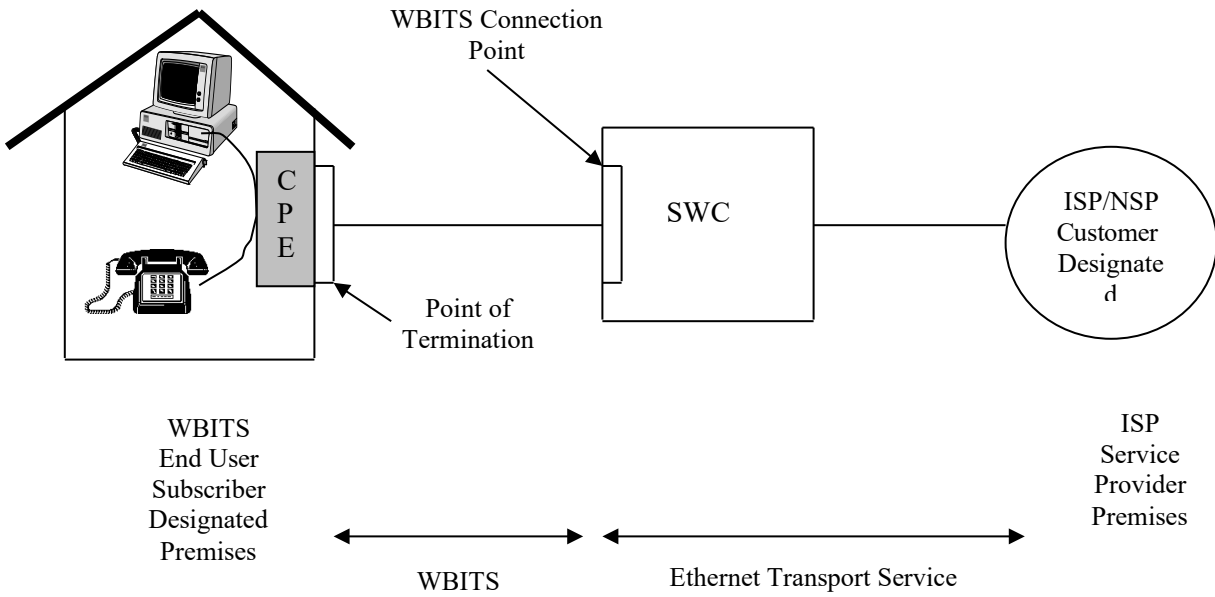 WBITS Connection
Point
C
P
E
SWC
ISP/NSP
Customer
Designate
d
Point of
Termination
WBITS
End User
Subscriber
Designated
Premises
ISP
Service
Provider
Premises
WBITS
Ethernet Transport Service